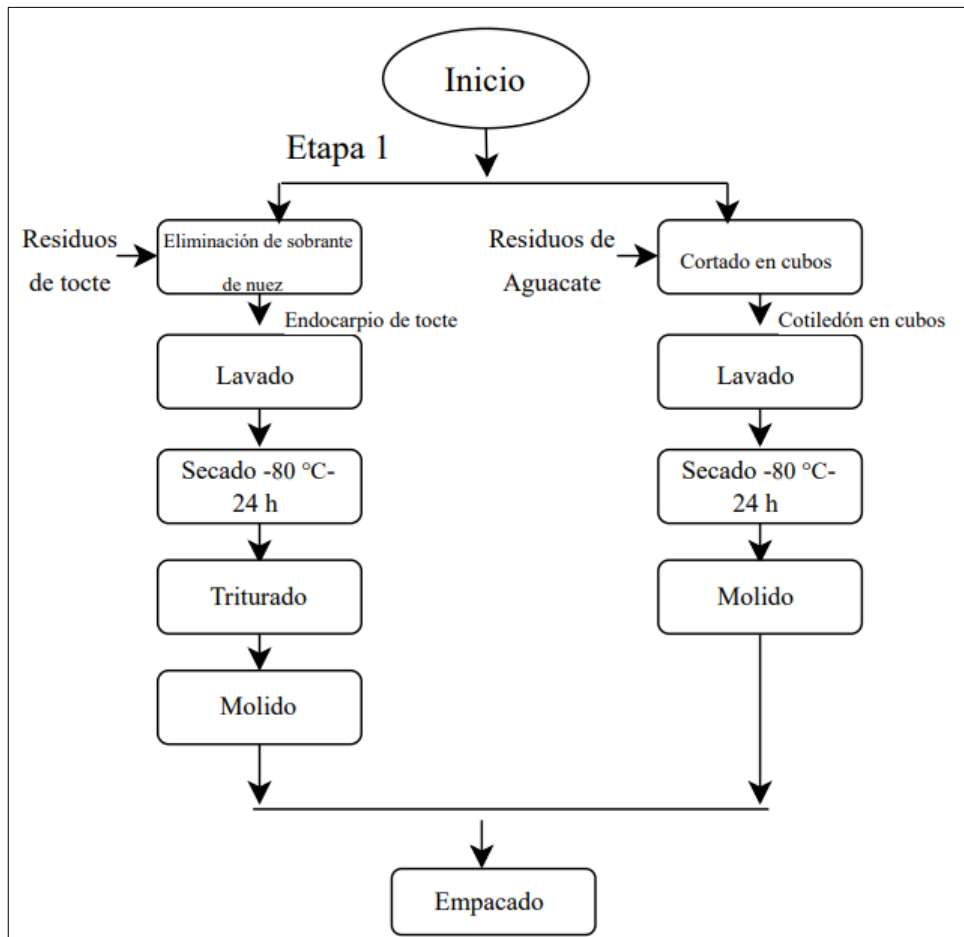 Inicio
Etapa 1
Residuos
de tocte
Eliminación de sobrante
de nuez
Endocarpio de tocte
Lavado
Secado -80 °C-
24 h
Triturado
Molido
Residuos de
Aguacate
Cortado en cubos
Cotiledón en cubos
Lavado
Secado -80 °C-
24 h
Molido
Empacado